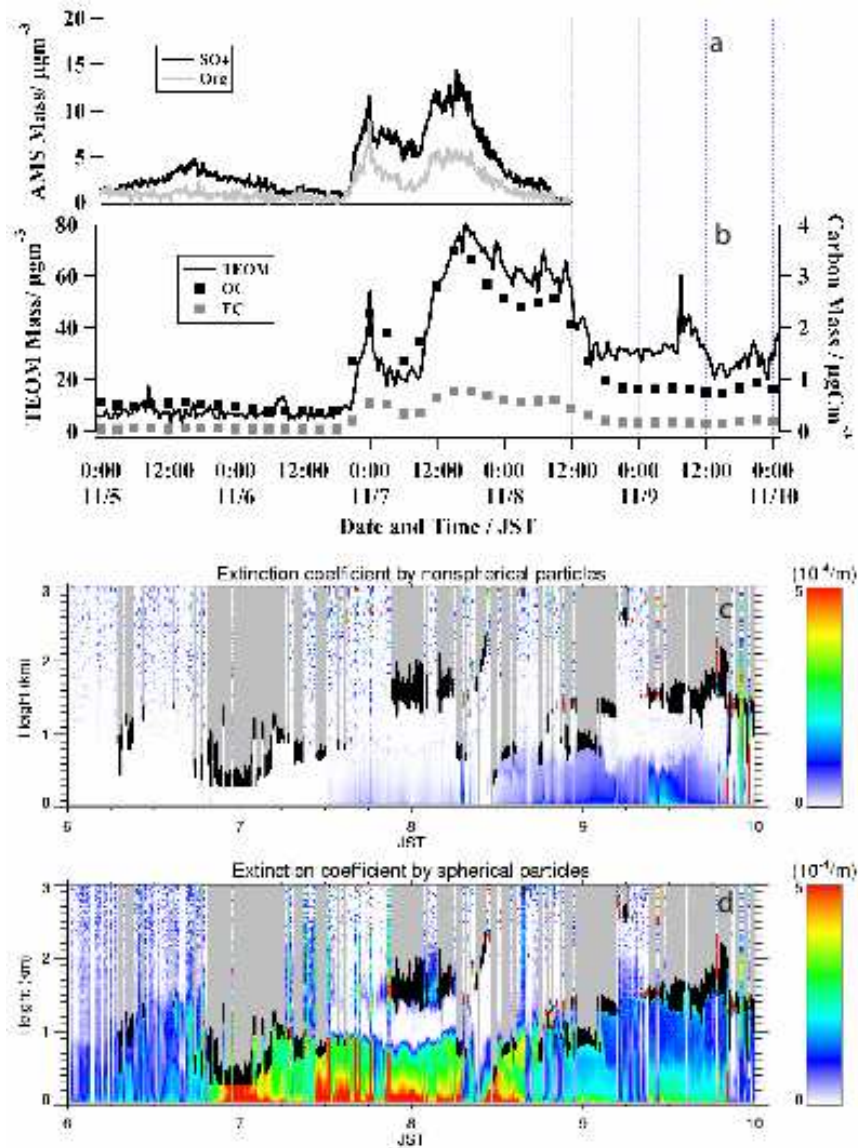 20
15
10
5
0
AMS Mass/ µgm⁻³
SO4
Org
a
80
60
40
20
0
TEOM Mass/ µgm⁻³
TEOM
OC
b
4
3
2
1
0
Carbon Mass / µgCm⁻³
0:00 12:00 0:00 12:00 0:00 12:00 0:00 12:00 0:00 12:00 0:00
11/5 11/6 11/7 11/8 11/9 11/10
Date and Time / JST
Extinction coefficient by nonspherical particles
(10⁻⁴/m)
c
3
2
1
0
Height (km)
6 7 8 9 10
JST
5
0
Extinction coefficient by spherical particles
(10⁻⁴/m)
d
3
2
1
0
Height (km)
6 7 8 9 10
JST
5
0